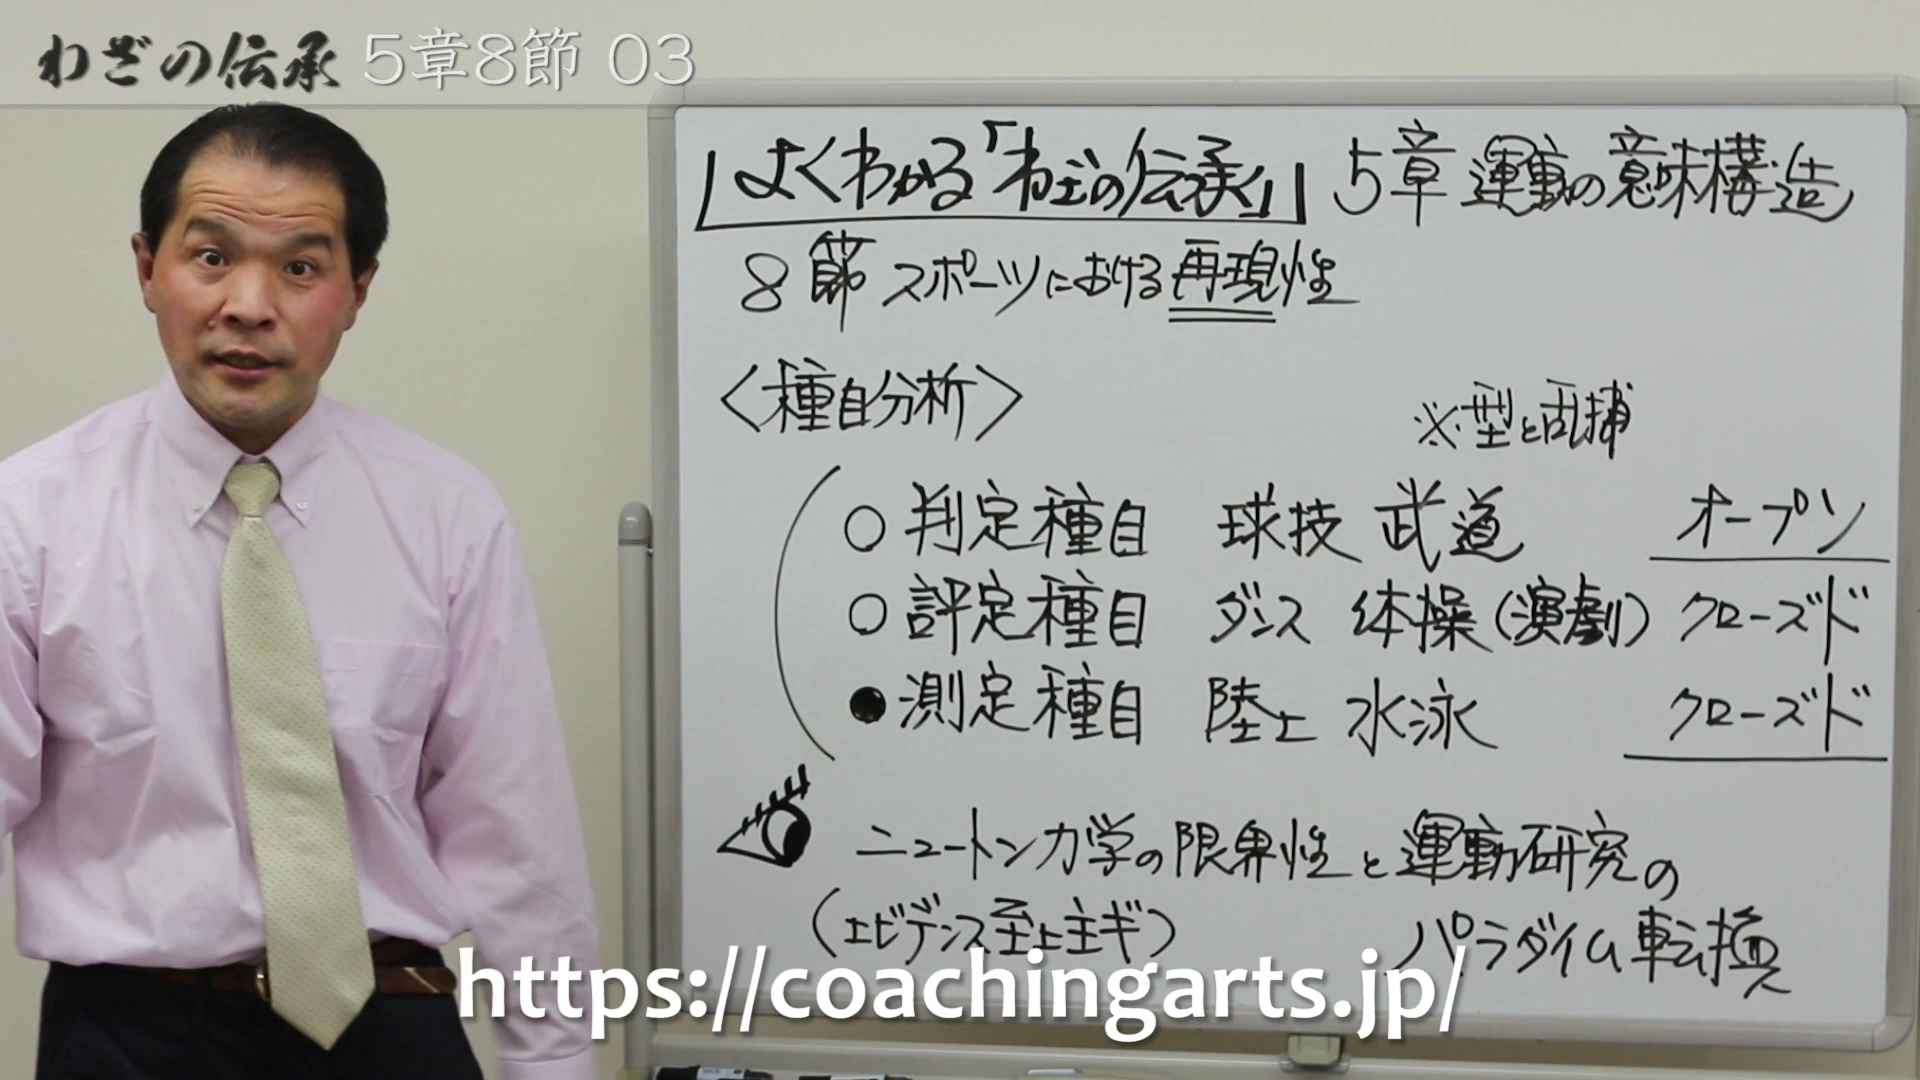 わざの伝承 5章8節 03
よくわかる「わざの伝承」 5章 運動の意味構造
8節 スポーツにおける再現性
<種目分析>
※型と乱捕
○判定種目 球技 武道 オープン
○評定種目 ダンス 体操(演劇) クローズド
●測定種目 陸上 水泳 クローズド
ニュートン力学の限界性と運動研究の
(エビデンス至上主ギ) パラダイム転換
https://coachingarts.jp/